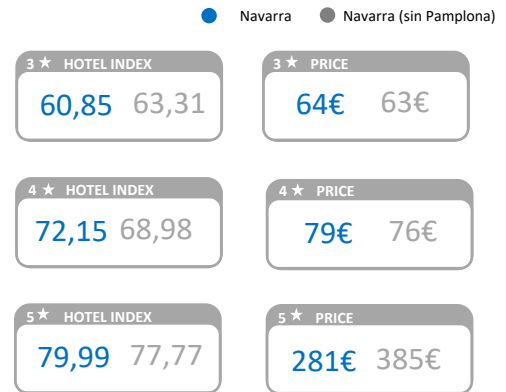 Navarra Navarra (sin Pamplona)
3 ★ HOTEL INDEX
60,85 63,31
3 ★ PRICE
64€ 63€
4 ★ HOTEL INDEX
72,15 68,98
4 ★ PRICE
79€ 76€
5 ★ HOTEL INDEX
79,99 77,77
5 ★ PRICE
281€ 385€